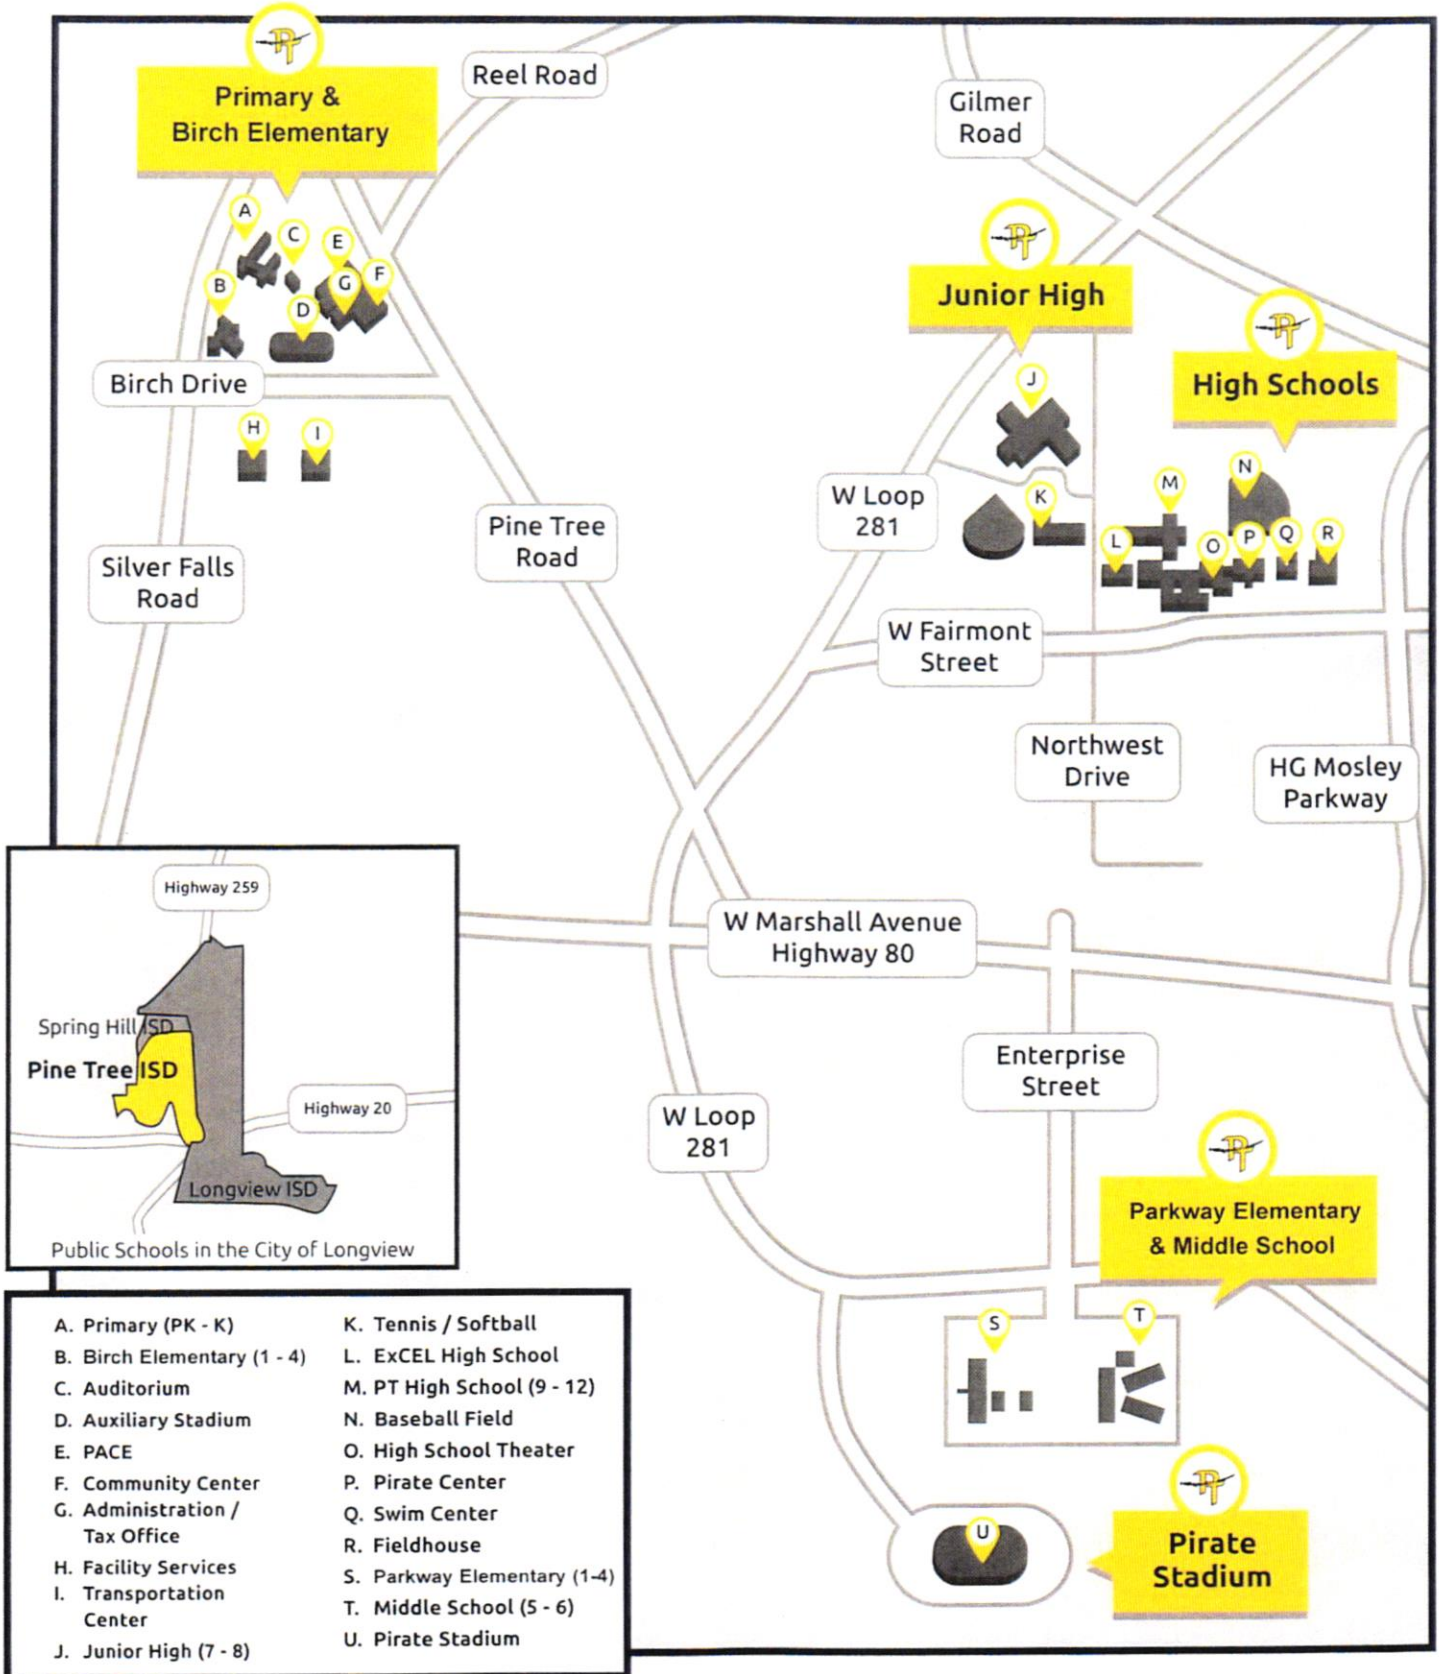 Primary &
Birch Elementary
Reel Road
Gilmer
Road
A
C
E
F
B
G
D
Junior High
High Schools
Birch Drive
J
H
I
N
M
W Loop
281
K
Pine Tree
Road
L
O
P
Q
R
Silver Falls
Road
W Fairmont
Street
Northwest
Drive
HG Mosley
Parkway
Highway 259
W Marshall Avenue
Highway 80
Spring Hill ISD
Pine Tree ISD
Enterprise
Street
Highway 20
W Loop
281
Longview ISD
Parkway Elementary
& Middle School
Public Schools in the City of Longview
S
T
U
Pirate
Stadium
A. Primary (PK - K)
B. Birch Elementary (1 - 4)
C. Auditorium
D. Auxiliary Stadium
E. PACE
F. Community Center
G. Administration /
Tax Office
H. Facility Services
I. Transportation
Center
J. Junior High (7 - 8)
K. Tennis / Softball
L. ExCEL High School
M. PT High School (9 - 12)
N. Baseball Field
O. High School Theater
P. Pirate Center
Q. Swim Center
R. Fieldhouse
S. Parkway Elementary (1-4)
T. Middle School (5 - 6)
U. Pirate Stadium